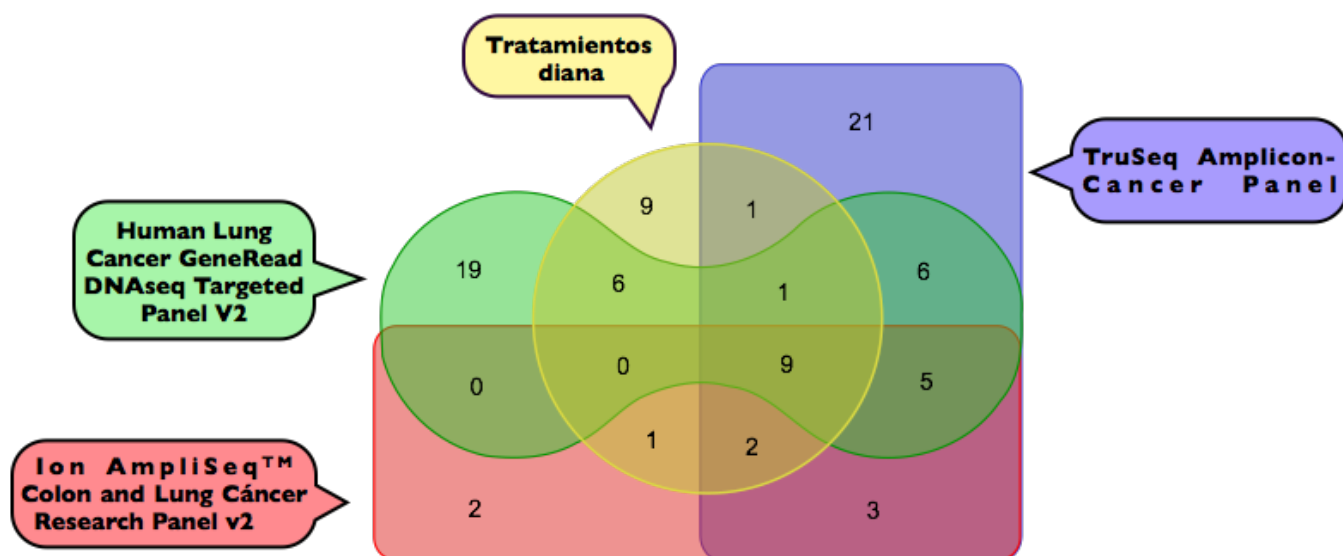 Tratamientos
diana
21
TruSeq Amplicon-
Cancer Panel
9
1
Human Lung
Cancer GeneRead
DNAseq Targeted
Panel V2
19
6
1
6
0
0
9
5
1
2
Ion AmpliSeq™
Colon and Lung Cáncer
Research Panel v2
2
3